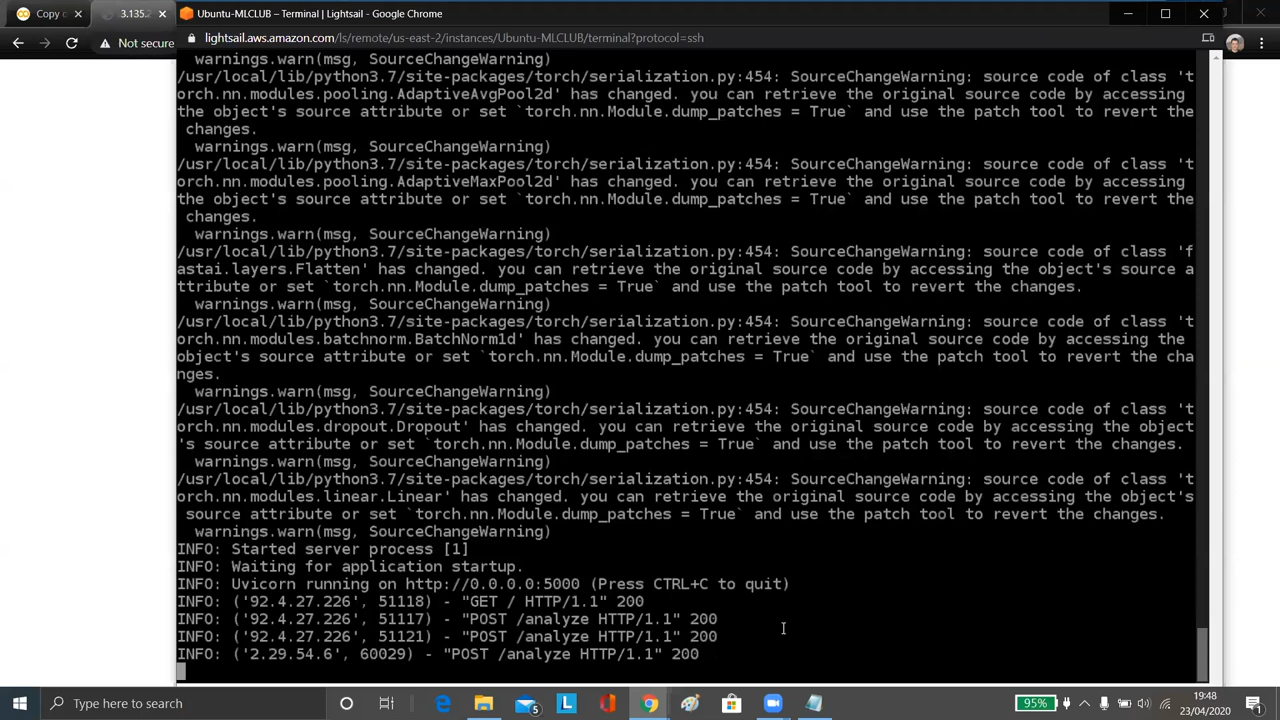 Copy c
3.135.2
Ubuntu-MLCLUB – Terminal | Lightsail - Google Chrome
Not secure
lightsail.aws.amazon.com/ls/remote/us-east-2/instances/Ubuntu-MLCLUB/terminal?protocol=ssh
warnings.warn(msg, SourceChangeWarning)
/usr/local/lib/python3.7/site-packages/torch/serialization.py:454: SourceChangeWarning: source code of class 't
orch.nn.modules.pooling.AdaptiveAvgPool2d' has changed. you can retrieve the original source code by accessing
the object's source attribute or set `torch.nn.Module.dump_patches = True` and use the patch tool to revert the
changes.
warnings.warn(msg, SourceChangeWarning)
/usr/local/lib/python3.7/site-packages/torch/serialization.py:454: SourceChangeWarning: source code of class 't
orch.nn.modules.pooling.AdaptiveMaxPool2d' has changed. you can retrieve the original source code by accessing
the object's source attribute or set `torch.nn.Module.dump_patches = True` and use the patch tool to revert the
changes.
warnings.warn(msg, SourceChangeWarning)
/usr/local/lib/python3.7/site-packages/torch/serialization.py:454: SourceChangeWarning: source code of class 'f
astai.layers.Flatten' has changed. you can retrieve the original source code by accessing the object's source a
ttribute or set `torch.nn.Module.dump_patches = True` and use the patch tool to revert the changes.
warnings.warn(msg, SourceChangeWarning)
/usr/local/lib/python3.7/site-packages/torch/serialization.py:454: SourceChangeWarning: source code of class 't
orch.nn.modules.batchnorm.BatchNorm1d' has changed. you can retrieve the original source code by accessing the
object's source attribute or set `torch.nn.Module.dump_patches = True` and use the patch tool to revert the cha
nges.
warnings.warn(msg, SourceChangeWarning)
/usr/local/lib/python3.7/site-packages/torch/serialization.py:454: SourceChangeWarning: source code of class 't
orch.nn.modules.dropout.Dropout' has changed. you can retrieve the original source code by accessing the object
's source attribute or set `torch.nn.Module.dump_patches = True` and use the patch tool to revert the changes.
warnings.warn(msg, SourceChangeWarning)
/usr/local/lib/python3.7/site-packages/torch/serialization.py:454: SourceChangeWarning: source code of class 't
orch.nn.modules.linear.Linear' has changed. you can retrieve the original source code by accessing the object's
source attribute or set `torch.nn.Module.dump_patches = True` and use the patch tool to revert the changes.
warnings.warn(msg, SourceChangeWarning)
INFO: Started server process [1]
INFO: Waiting for application startup.
INFO: Uvicorn running on http://0.0.0.0:5000 (Press CTRL+C to quit)
INFO: ('92.4.27.226', 51118) - "GET / HTTP/1.1" 200
INFO: ('92.4.27.226', 51117) - "POST /analyze HTTP/1.1" 200
INFO: ('92.4.27.226', 51121) - "POST /analyze HTTP/1.1" 200
INFO: ('2.29.54.6', 60029) - "POST /analyze HTTP/1.1" 200
Type here to search
5
L
95%
19:48
23/04/2020
1